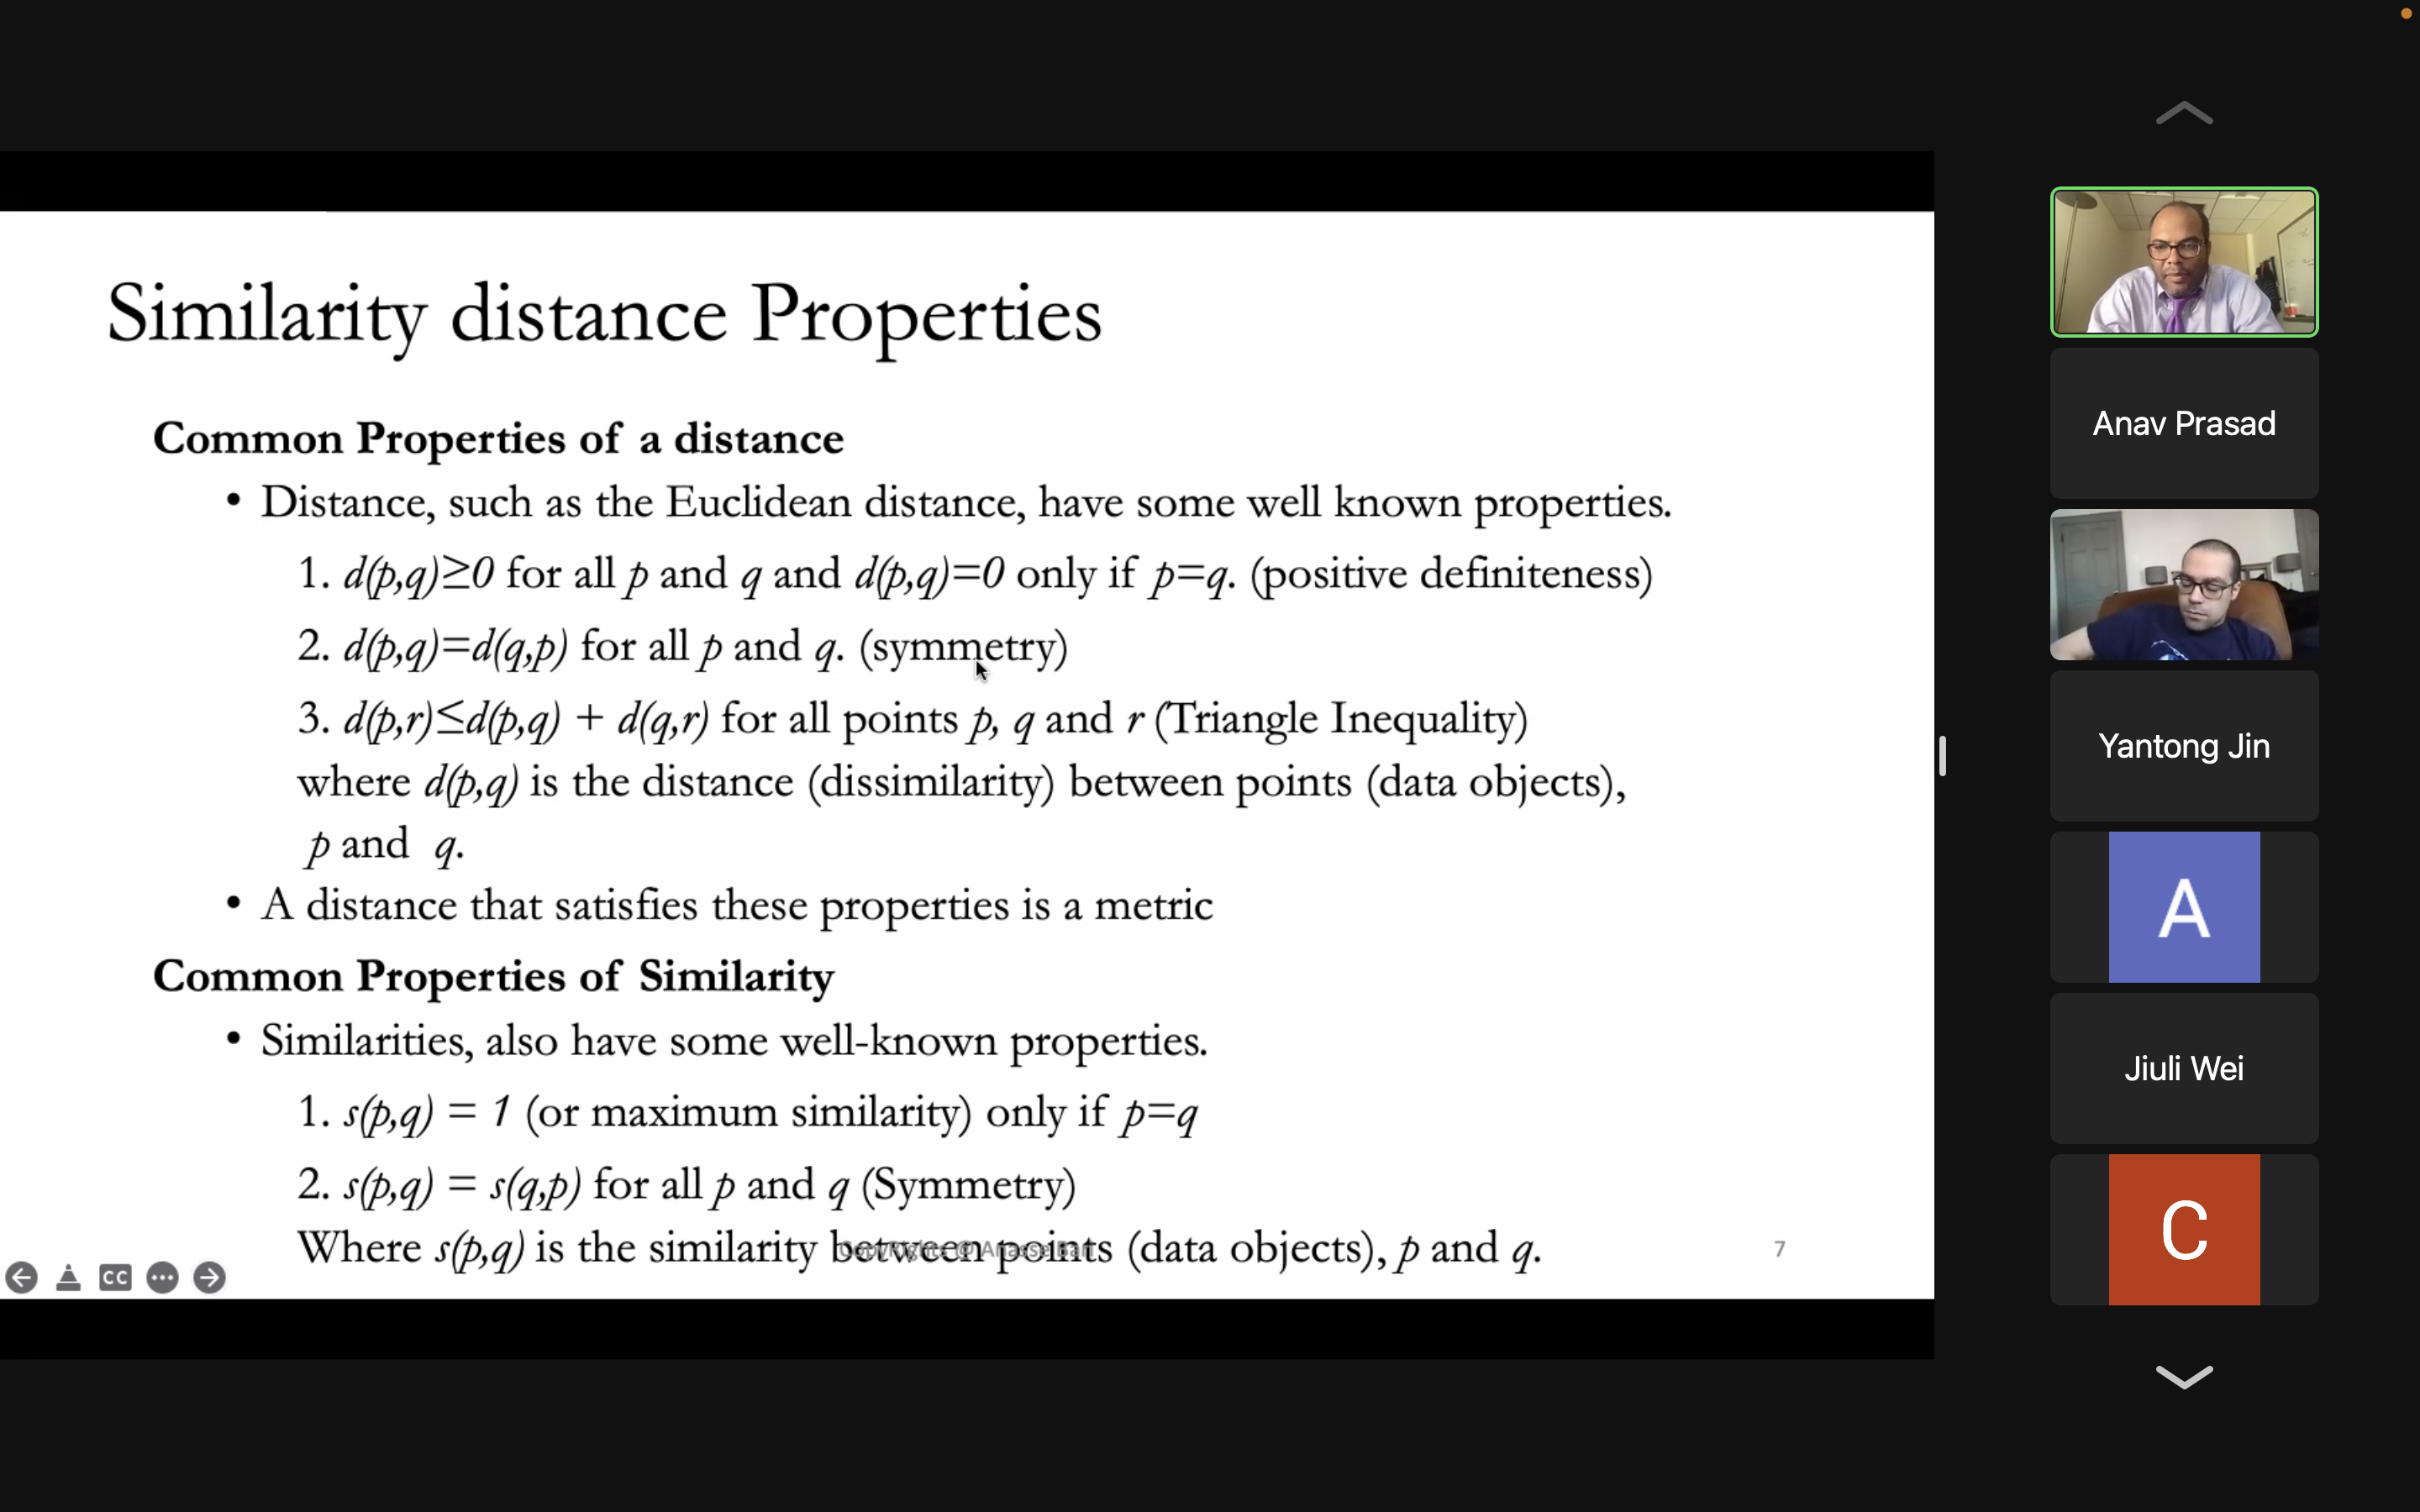 Similarity distance Properties
Common Properties of a distance
• Distance, such as the Euclidean distance, have some well known properties.
1. d(p,q)≥0 for all p and q and d(p,q)=0 only if p=q. (positive definiteness)
2. d(p,q)=d(q,p) for all p and q. (symmetry)
3. d(p,r)≤d(p,q) + d(q,r) for all points p, q and r (Triangle Inequality)
where d(p,q) is the distance (dissimilarity) between points (data objects),
p and q.
• A distance that satisfies these properties is a metric
Common Properties of Similarity
• Similarities, also have some well-known properties.
1. s(p,q) = 1 (or maximum similarity) only if p=q
2. s(p,q) = s(q,p) for all p and q (Symmetry)
Where s(p,q) is the similarity between points (data objects), p and q.
CopyRights @ Anasse Bari
7
CC
Anav Prasad
Yantong Jin
A
Jiuli Wei
C